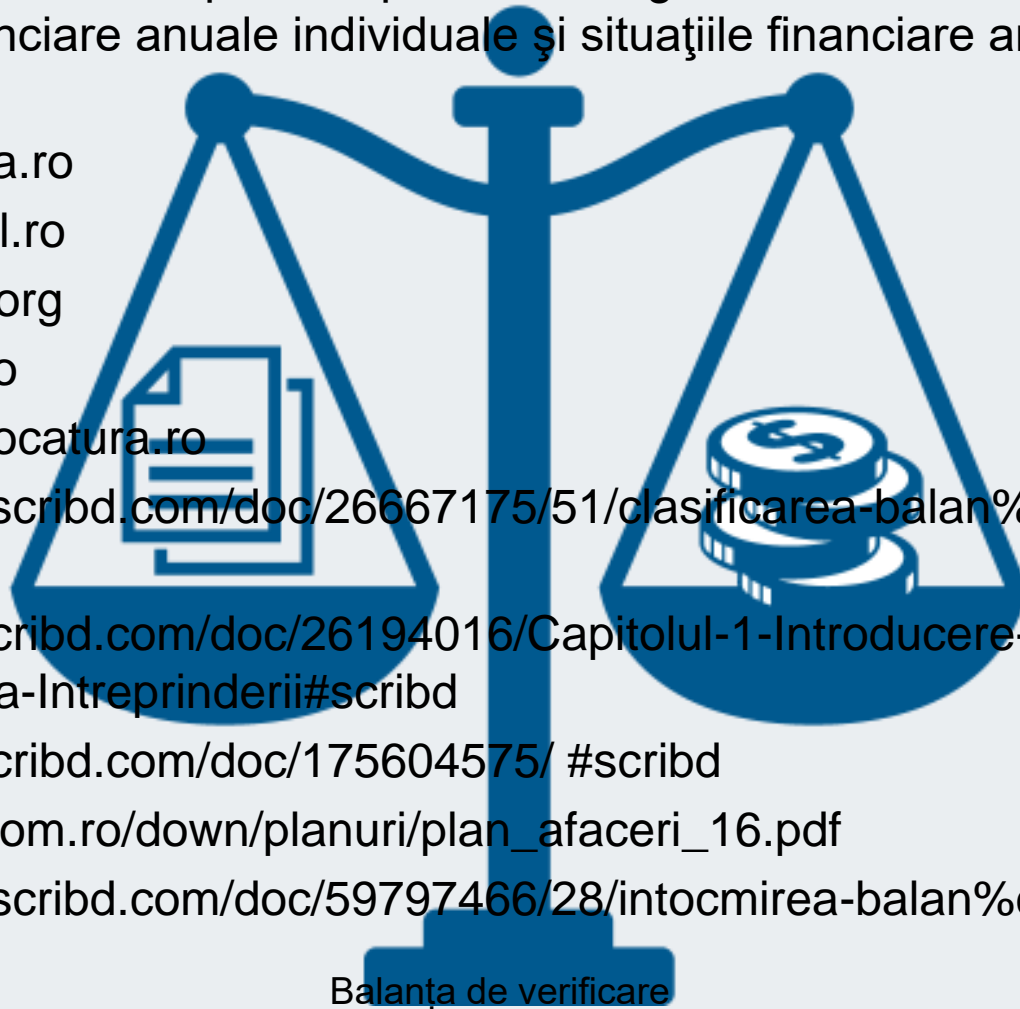 nciare anuale individuale şi situaţiile financiare an
a.ro
l.ro
org
o
ocatura.ro
scribd.com/doc/26667175/51/clasificarea-balan%
cribd.com/doc/26194016/Capitolul-1-Introducere-
a-Intreprinderii#scribd
cribd.com/doc/175604575/ #scribd
om.ro/down/planuri/plan_afaceri_16.pdf
scribd.com/doc/59797466/28/intocmirea-balan%
Balanța de verificare